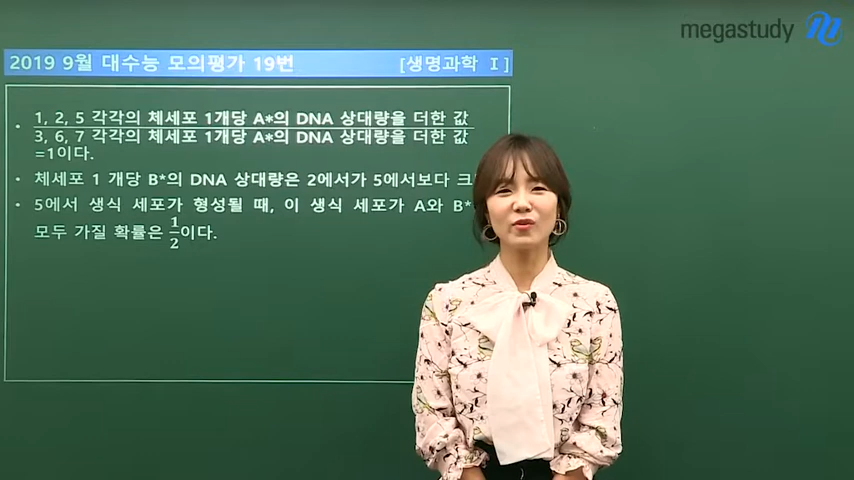 megastudy
2019 9월 대수능 모의평가 19번 [생명과학 I]
1, 2, 5 각각의 체세포 1개당 A*의 DNA 상대량을 더한 값
3, 6, 7 각각의 체세포 1개당 A*의 DNA 상대량을 더한 값
=1이다.
• 체세포 1 개당 B*의 DNA 상대량은 2에서가 5에서보다 크
• 5에서 생식 세포가 형성될 때, 이 생식 세포가 A와 B*
모두 가질 확률은 1/2이다.